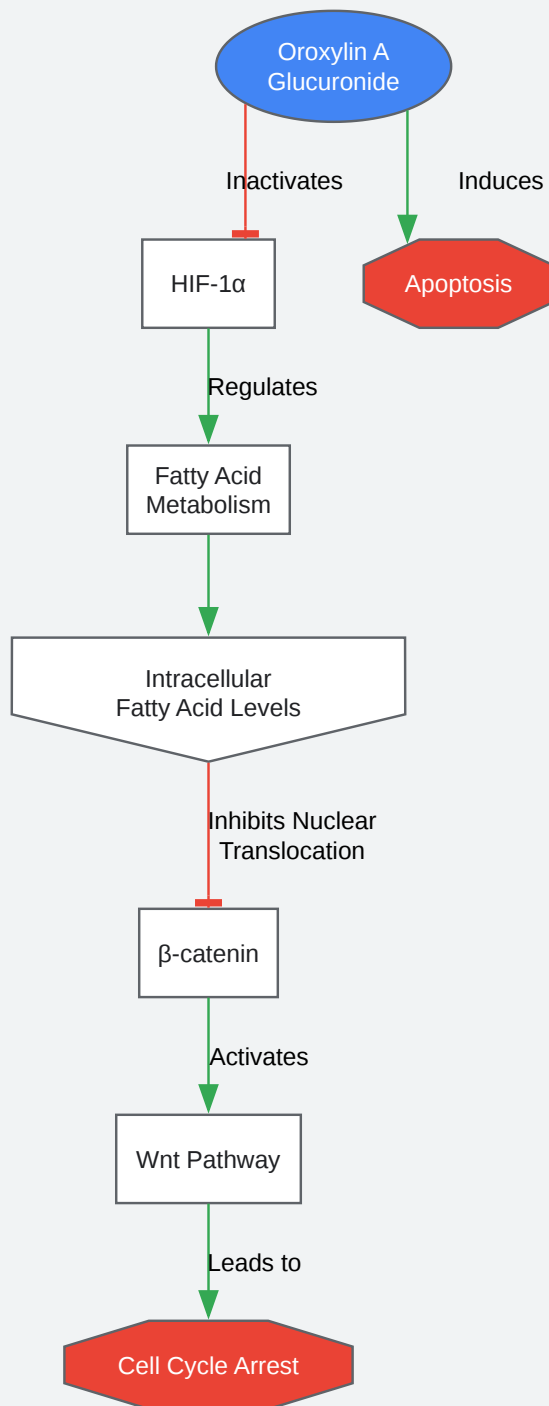 Oroxylin A
Glucuronide
Inactivates
Induces
HIF-1α
Apoptosis
Regulates
Fatty Acid
Metabolism
Intracellular
Fatty Acid Levels
Inhibits Nuclear
Translocation
β-catenin
Activates
Wnt Pathway
Leads to
Cell Cycle Arrest